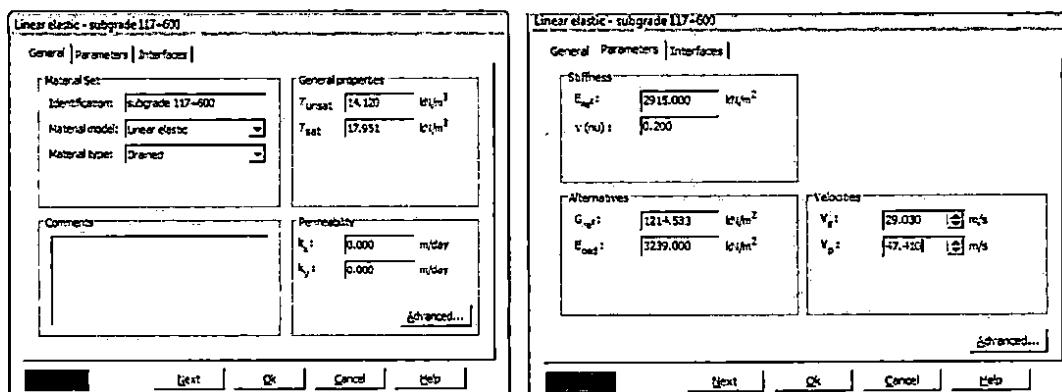 Linear elastic - subgrade 117+600
General Parameters Interfaces
Material Set
Identification: subgrade 117+600
Material model: Linear elastic
Material type: Drained
General properties
γunsat 14.120 kN/m³
γsat 17.951 kN/m³
Comments
Permeability
kx: 0.000 m/day
ky: 0.000 m/day
Advanced...
Next Ok Cancel Help
Linear elastic - subgrade 117+600
General Parameters Interfaces
Stiffness
Eref: 2915.000 kN/m²
ν (nu): 0.200
Alternatives
Gref: 1214.583 kN/m²
Eoed: 3239.000 kN/m²
Velocities
Vs: 29.030 m/s
Vp: 47.410 m/s
Advanced...
Next Ok Cancel Help